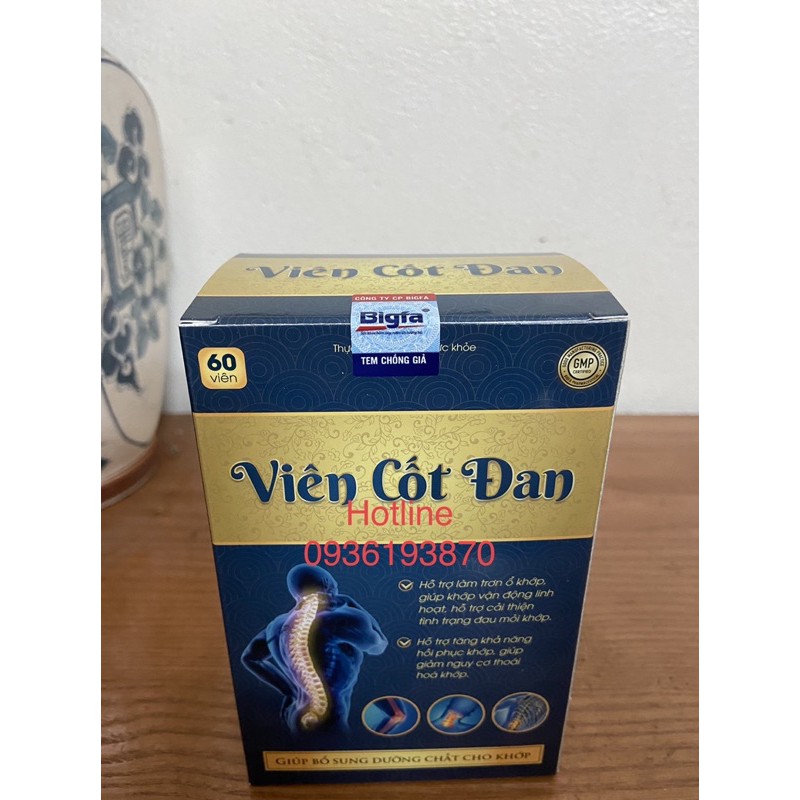 Viên Cốt Đan
CÔNG TY CP BIGFA
Bigfa®
TEM CHỐNG GIẢ
60
viên
GMP
CERTIFIED
Viên Cốt Đan
Hotline
0936193870
Hỗ trợ làm trơn ổ khớp,
giúp khớp vận động linh
hoạt, hỗ trợ cải thiện
tình trạng đau mỏi khớp.
Hỗ trợ tăng khả năng
hồi phục khớp, giúp
giảm nguy cơ thoái
hoá khớp.
GIÚP BỔ SUNG DƯỠNG CHẤT CHO KHỚP